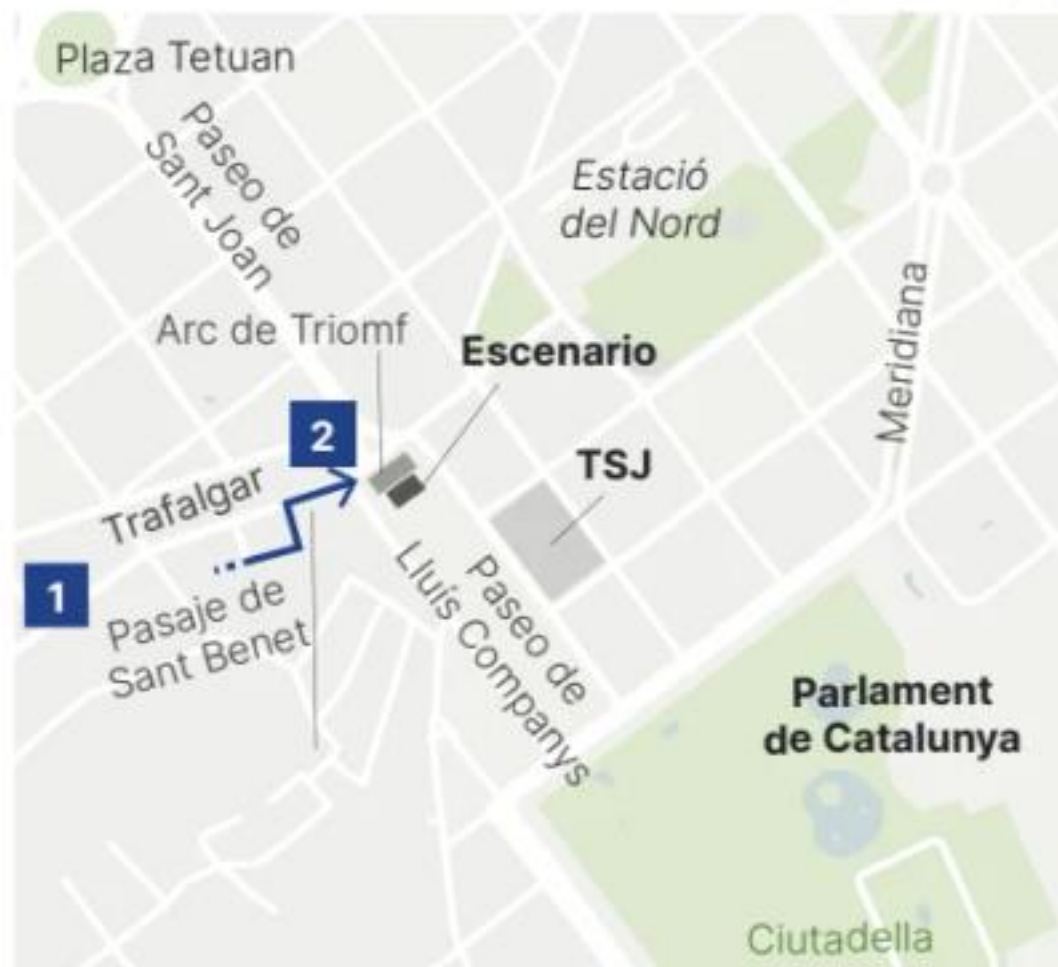 Plaza Tetuan
Paseo de
Sant Joan
Estació
del Nord
Arc de Triomf
Escenario
Meridiana
2
TSJ
Trafalgar
1
Pasaje de
Sant Benet
Paseo de
Lluís Companys
Parlament
de Catalunya
Ciutadella